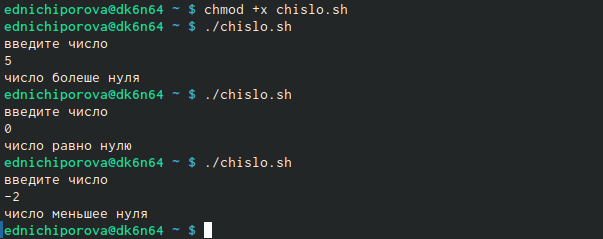 ednichiporova@dk6n64 ~ $ chmod +x chislo.sh
ednichiporova@dk6n64 ~ $ ./chislo.sh
введите число
5
число болеше нуля
ednichiporova@dk6n64 ~ $ ./chislo.sh
введите число
0
число равно нулю
ednichiporova@dk6n64 ~ $ ./chislo.sh
введите число
-2
число меньшее нуля
ednichiporova@dk6n64 ~ $